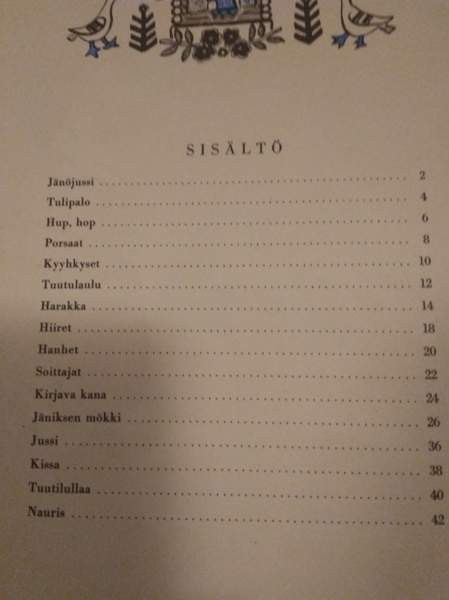 SISÄLTÖ
Jänöjussi 2
Tulipalo 4
Hup, hop 6
Porsaat 8
Kyyhkyset 10
Tuutulaulu 12
Harakka 14
Hiiret 18
Hanhet 20
Soittajat 22
Kirjava kana 24
Jäniksen mökki 26
Jussi 36
Kissa 38
Tuutilullaa 40
Nauris 42